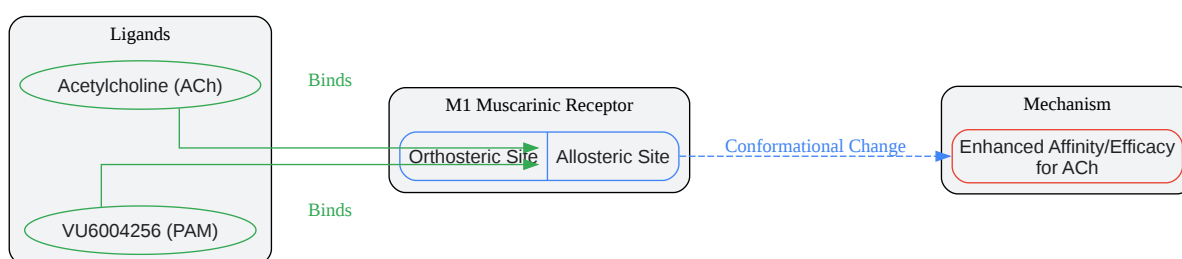 Ligands
Acetylcholine (ACh)
VU6004256 (PAM)
Binds
Binds
M1 Muscarinic Receptor
Orthosteric Site
Allosteric Site
Conformational Change
Mechanism
Enhanced Affinity/Efficacy
for ACh